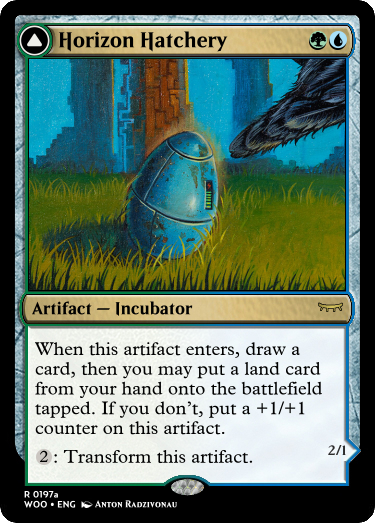 Horizon Hatchery
Artifact — Incubator
When this artifact enters, draw a
card, then you may put a land card
from your hand onto the battlefield
tapped. If you don't, put a +1/+1
counter on this artifact.
2: Transform this artifact.
2/1
R 0197a
WOO • ENG Anton Radzivonau